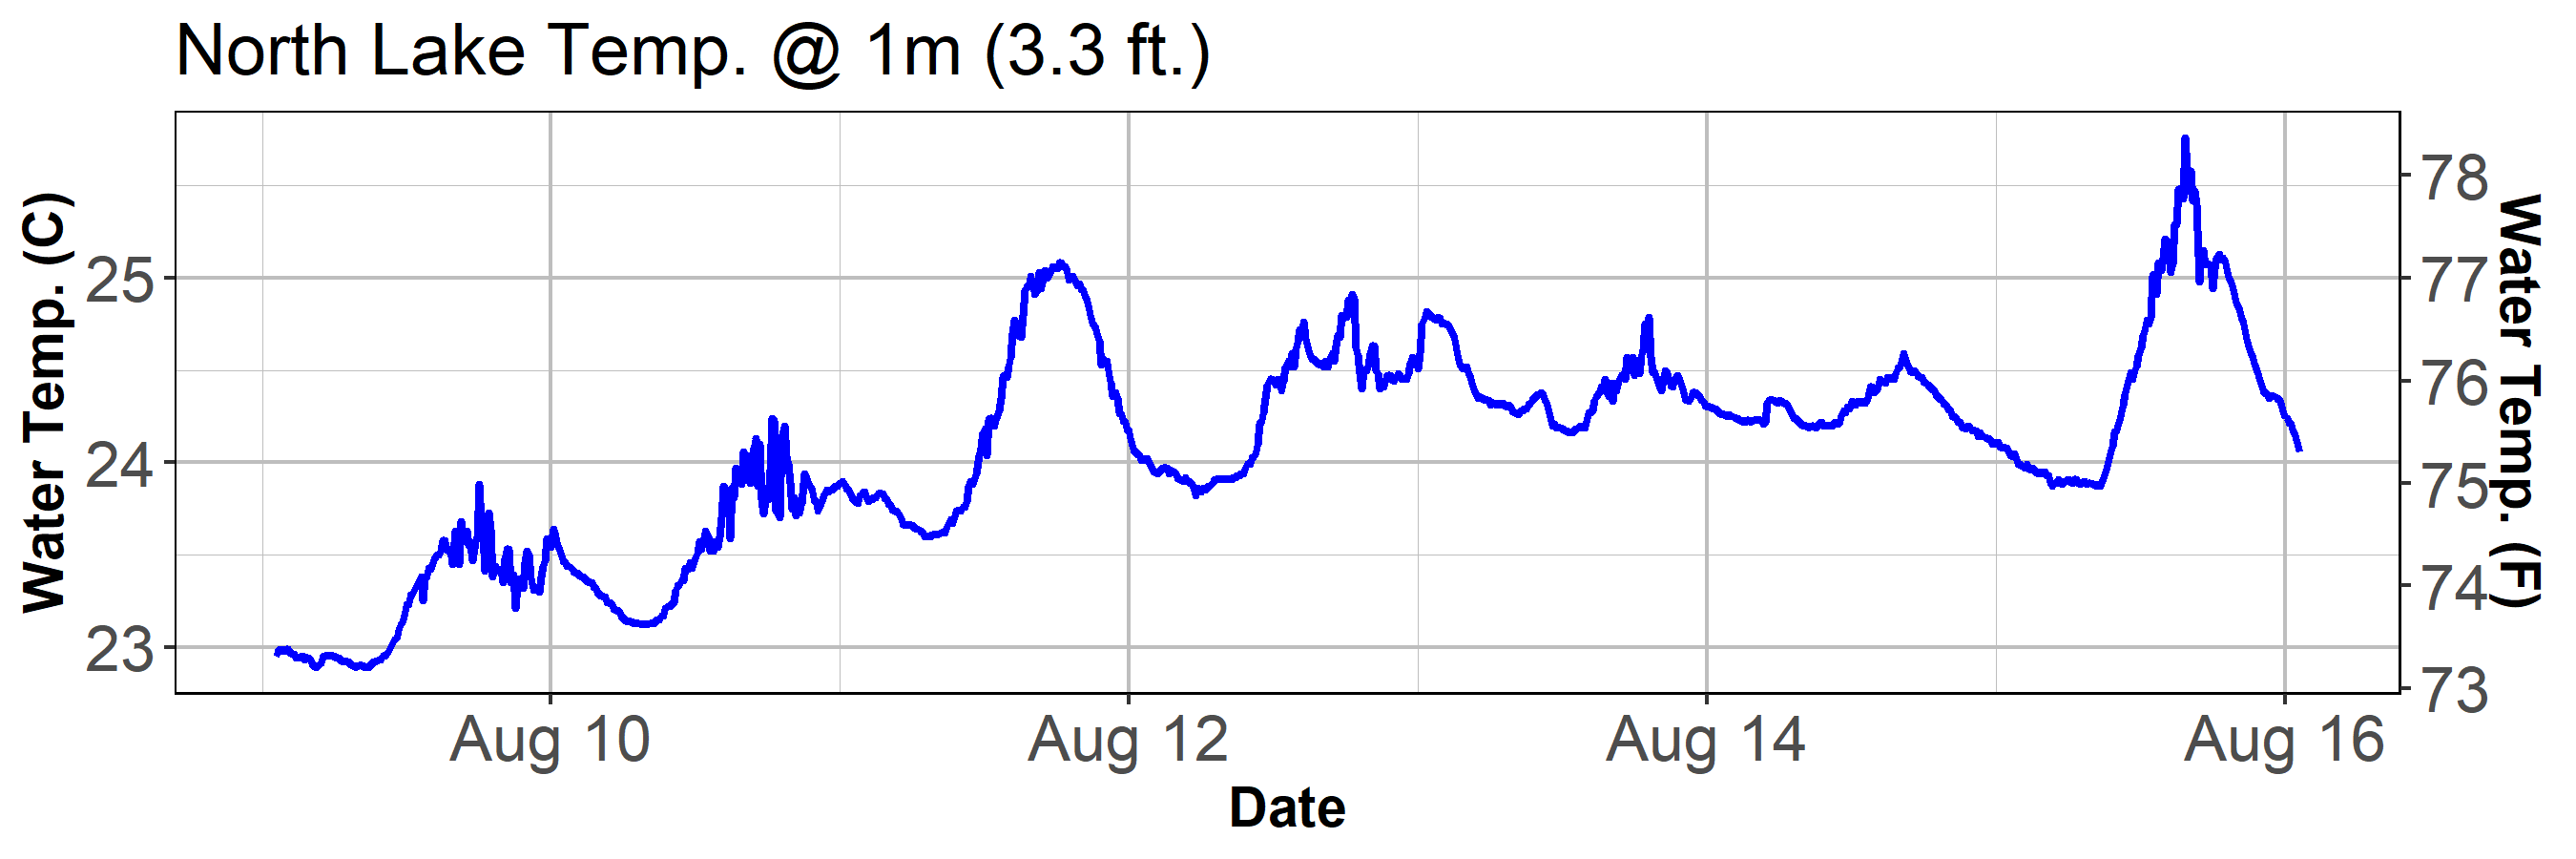 North Lake Temp. @ 1m (3.3 ft.)
Water Temp. (C)
25
24
23
78
77
76
75
74
73
Water Temp. (F)
Aug 10
Aug 12
Aug 14
Aug 16
Date